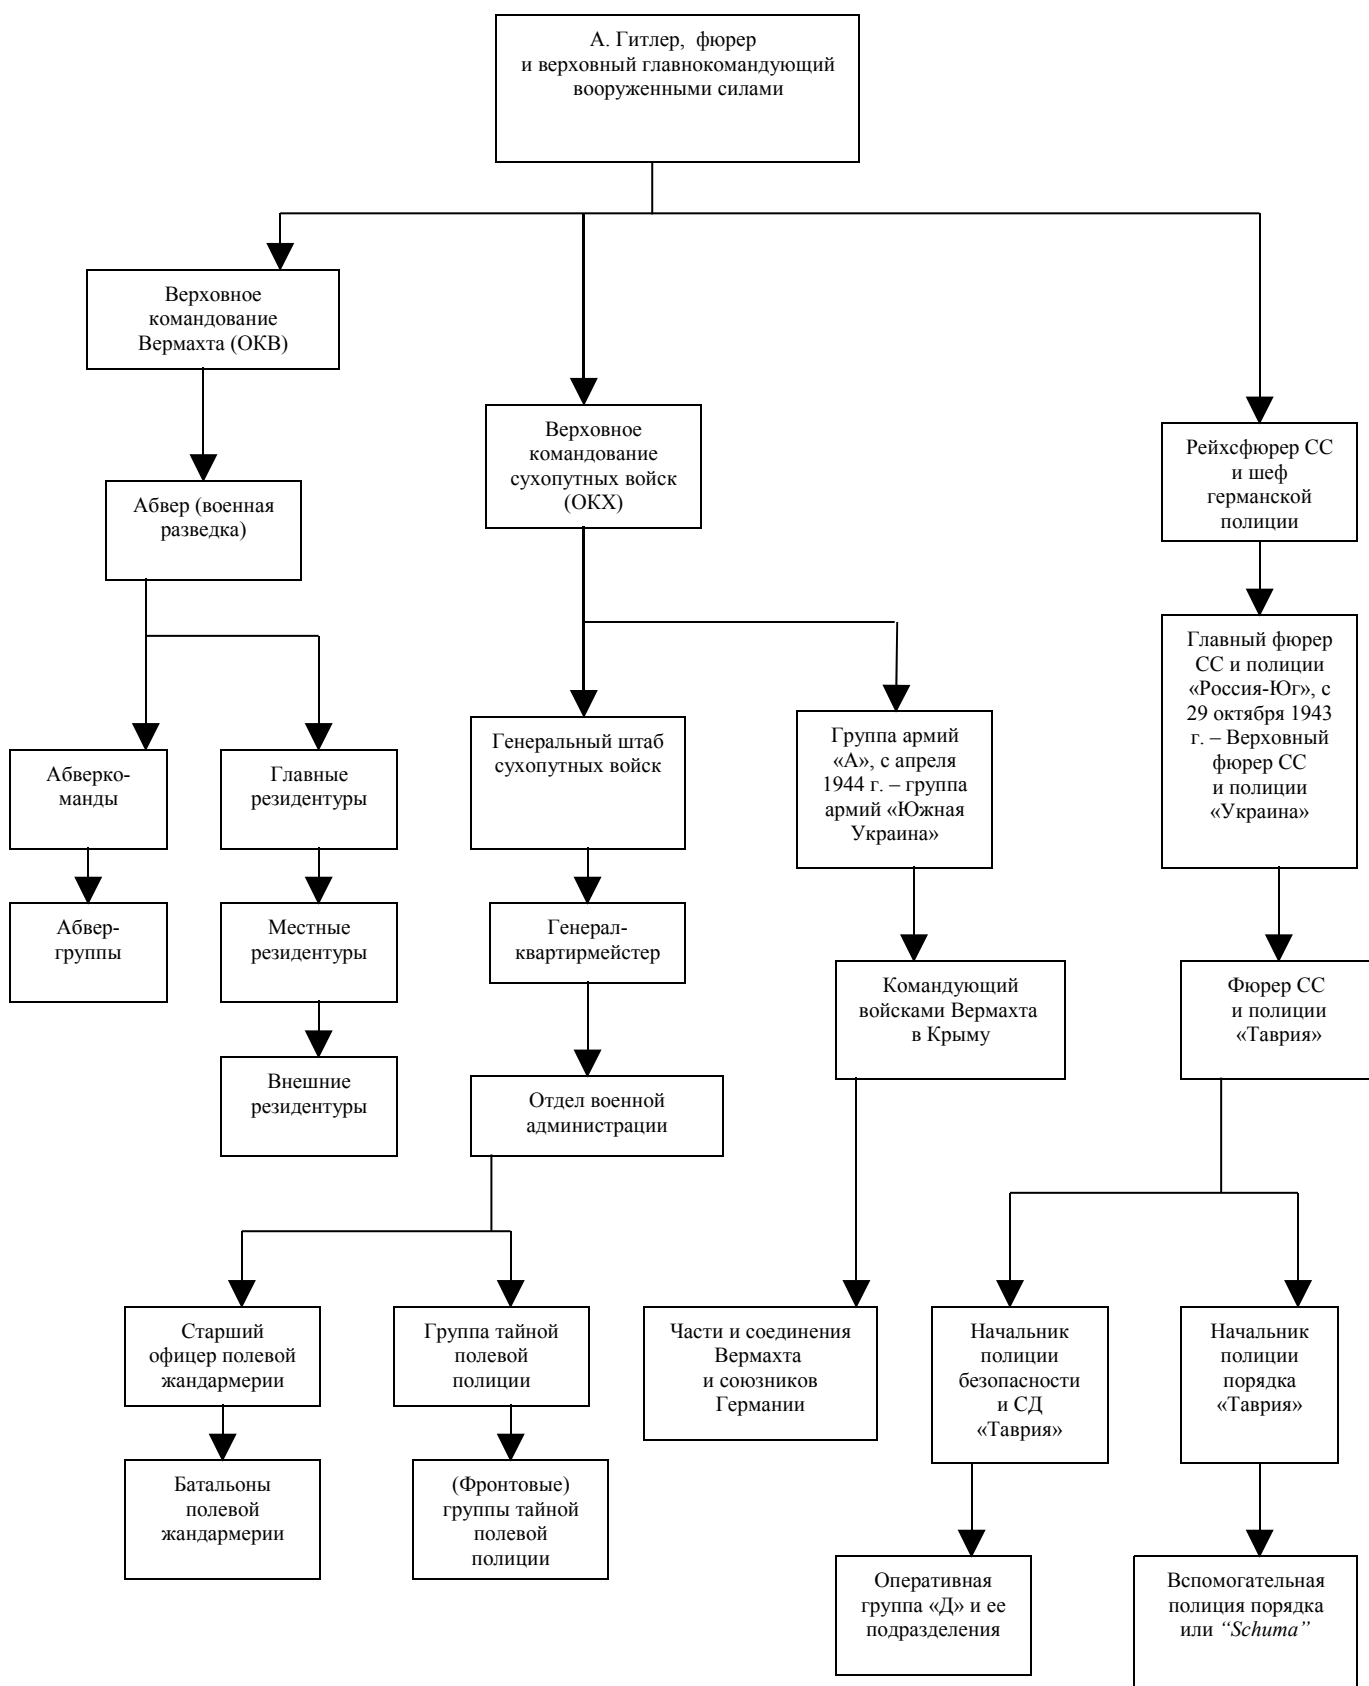 А. Гитлер, фюрер
и верховный главнокомандующий
вооруженными силами
Верховное
командование
Вермахта (ОКВ)
Верховное
командование
сухопутных войск
(ОКХ)
Рейхсфюрер СС
и шеф
германской
полиции
Абвер (военная
разведка)
Главный фюрер
СС и полиции
«Россия-Юг», с
29 октября 1943
г. – Верховный
фюрер СС
и полиции
«Украина»
Абверко-
манды
Главные
резидентуры
Генеральный штаб
сухопутных войск
Группа армий
«А», с апреля
1944 г. – группа
армий «Южная
Украина»
Абвер-
группы
Местные
резидентуры
Генерал-
квартирмейстер
Командующий
войсками Вермахта
в Крыму
Фюрер СС
и полиции
«Таврия»
Внешние
резидентуры
Отдел военной
администрации
Старший
офицер полевой
жандармерии
Группа тайной
полевой
полиции
Части и соединения
Вермахта
и союзников
Германии
Начальник
полиции
безопасности
и СД
«Таврия»
Начальник
полиции
порядка
«Таврия»
Батальоны
полевой
жандармерии
(Фронтовые)
группы тайной
полевой
полиции
Оперативная
группа «Д» и ее
подразделения
Вспомогательная
полиция порядка
или “Schuma”